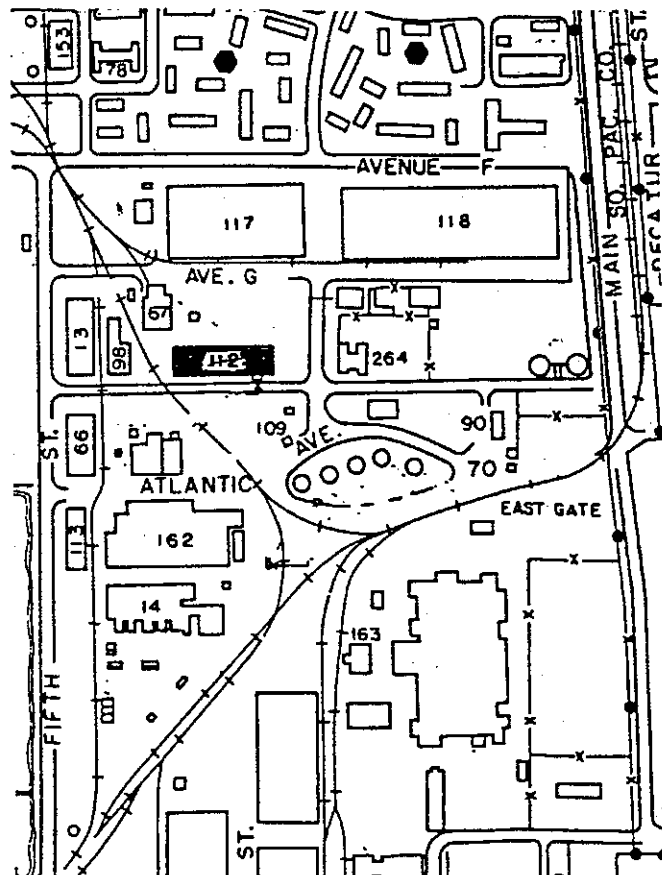 153
78
ST.
MAIN SO. PAC. CO.
DECATUR
AVENUE F
117
118
AVE. G
67
13
98
112
264
109
AVE.
90
66
ST.
70
ATLANTIC
EAST GATE
113
162
14
163
FIFTH
ST.